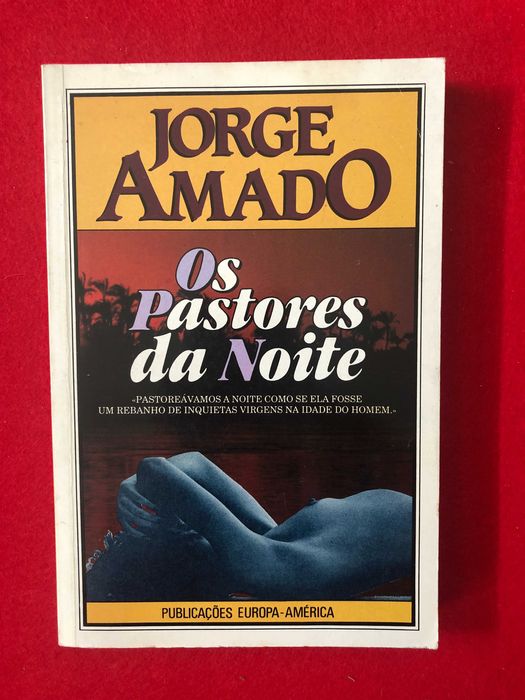 JORGE
AMADO
Os
Pastores
da Noite
«PASTOREÁVAMOS A NOITE COMO SE ELA FOSSE
UM REBANHO DE INQUIETAS VIRGENS NA IDADE DO HOMEM.»
PUBLICAÇÕES EUROPA-AMÉRICA